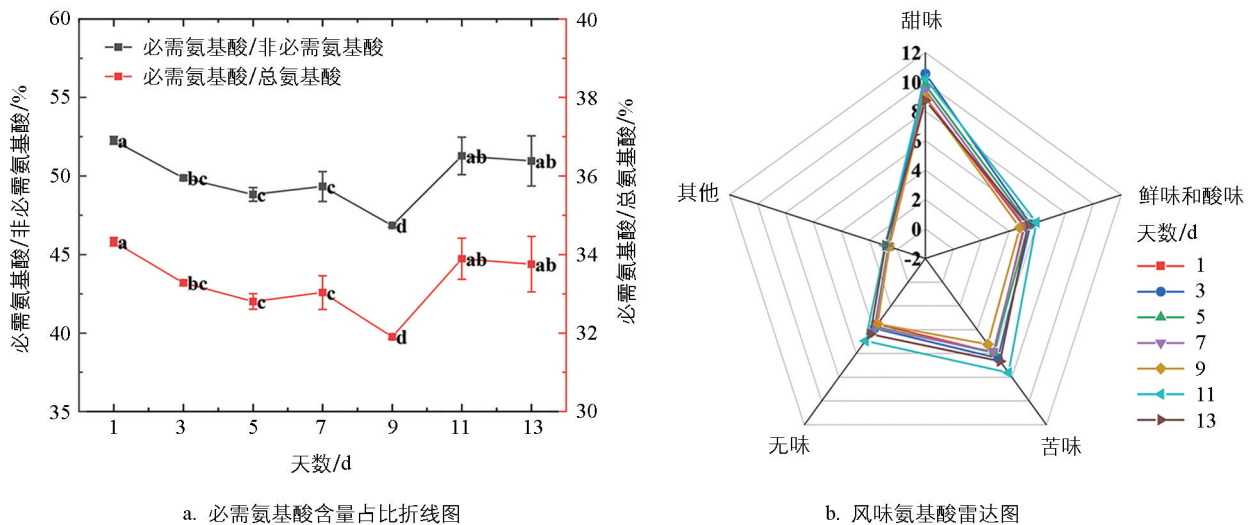 必需氨基酸/非必需氨基酸/%
60
55
50
45
40
35
必需氨基酸/非必需氨基酸
必需氨基酸/总氨基酸
a
bc
c
c
d
ab
ab
a
bc
c
c
d
ab
ab
1
3
5
7
9
11
13
天数/d
40
38
36
34
32
30
必需氨基酸/总氨基酸/%
a. 必需氨基酸含量占比折线图
甜味
12
10
8
6
4
2
0
-2
其他
鲜味和酸味
无味
苦味
天数/d
1
3
5
7
9
11
13
b. 风味氨基酸雷达图